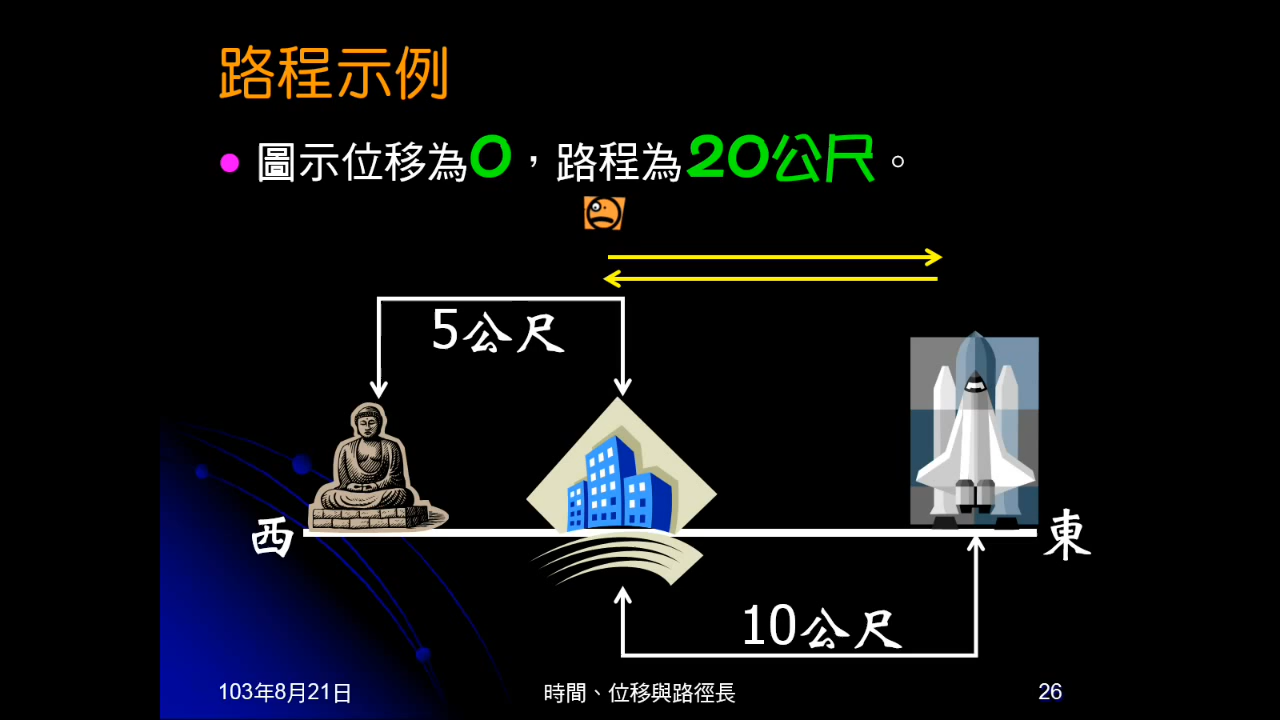 路程示例
圖示位移為0，路程為20公尺。
5公尺
西
東
10公尺
103年8月21日
時間、位移與路徑長
26